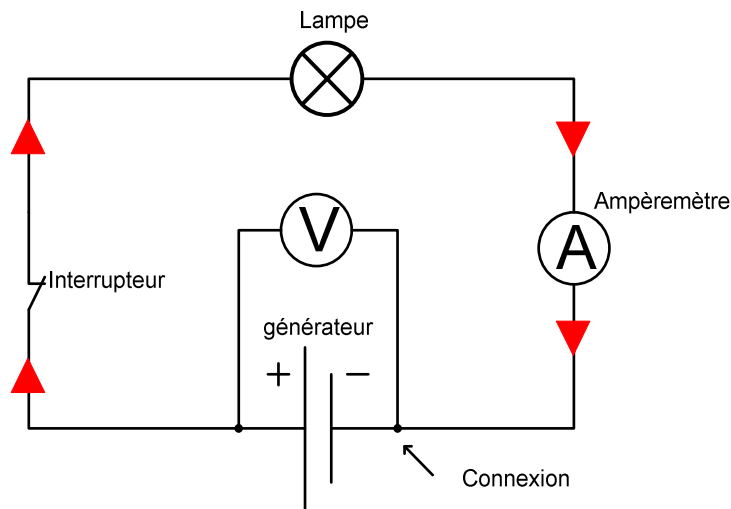 Lampe
Ampèremètre
V
A
Interrupteur
générateur
+ −
Connexion